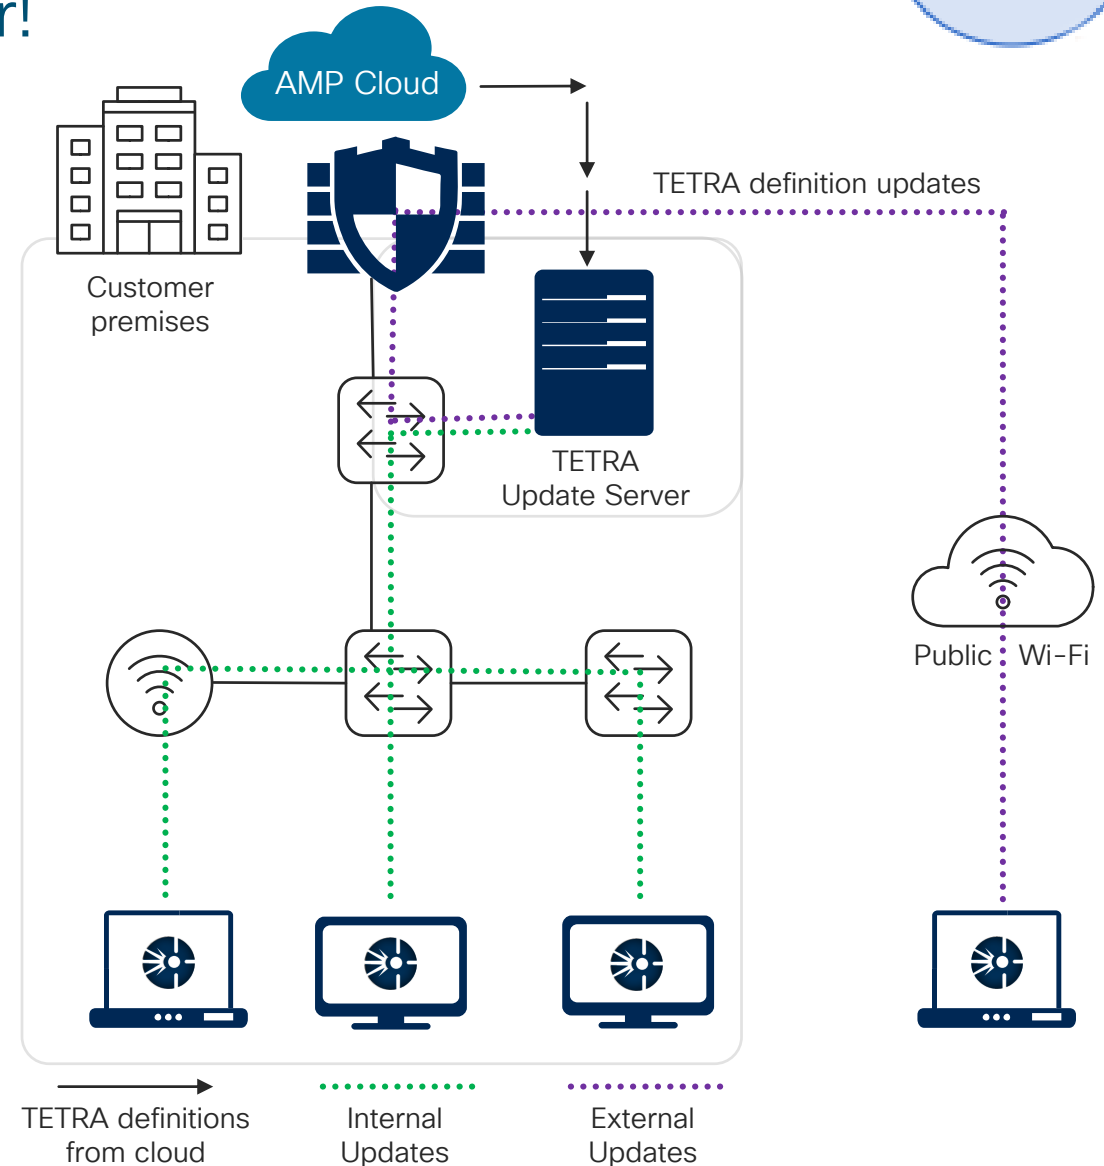 r!
AMP Cloud
TETRA definition updates
Customer
premises
TETRA
Update Server
Public Wi-Fi
TETRA definitions
from cloud
Internal
Updates
External
Updates